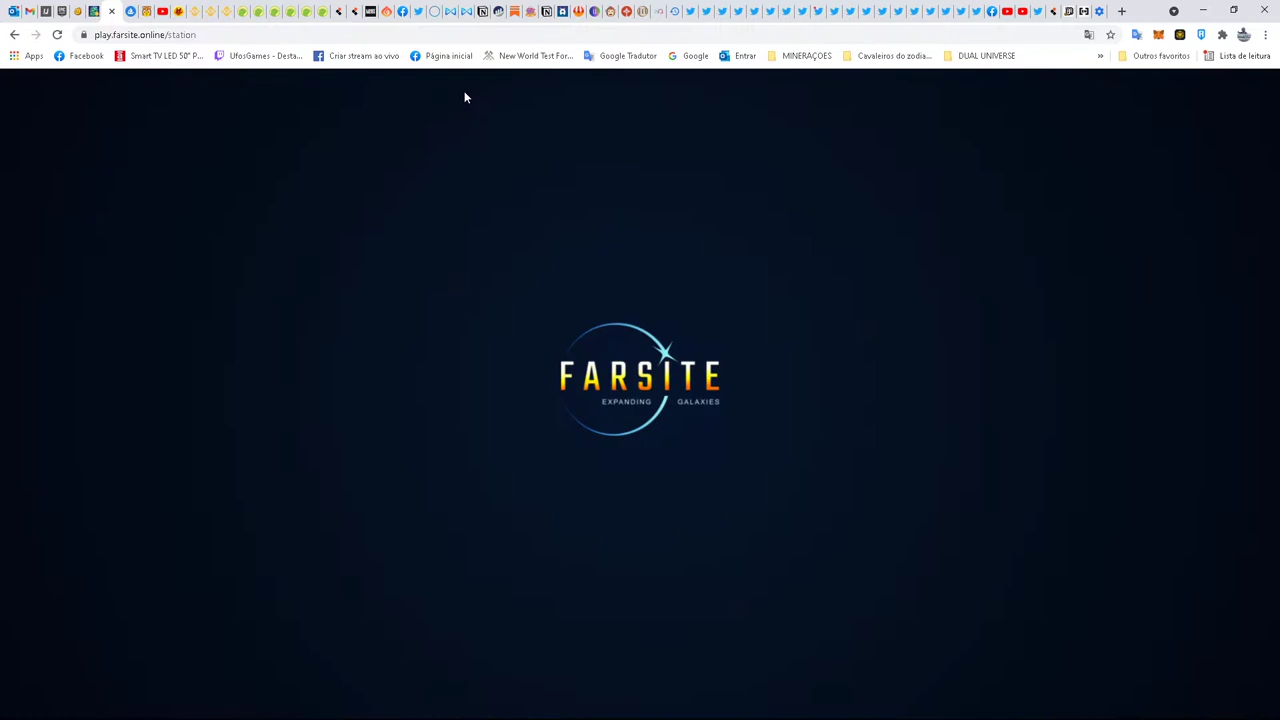 play.farsite.online/station
Apps Facebook Smart TV LED 50" P... UfosGames - Desta... Criar stream ao vivo Página inicial New World Test For... Google Tradutor Google Entrar MINERAÇOES Cavaleiros do zodia... DUAL UNIVERSE » Outros favoritos Lista de leitura
FARSITE
EXPANDING GALAXIES